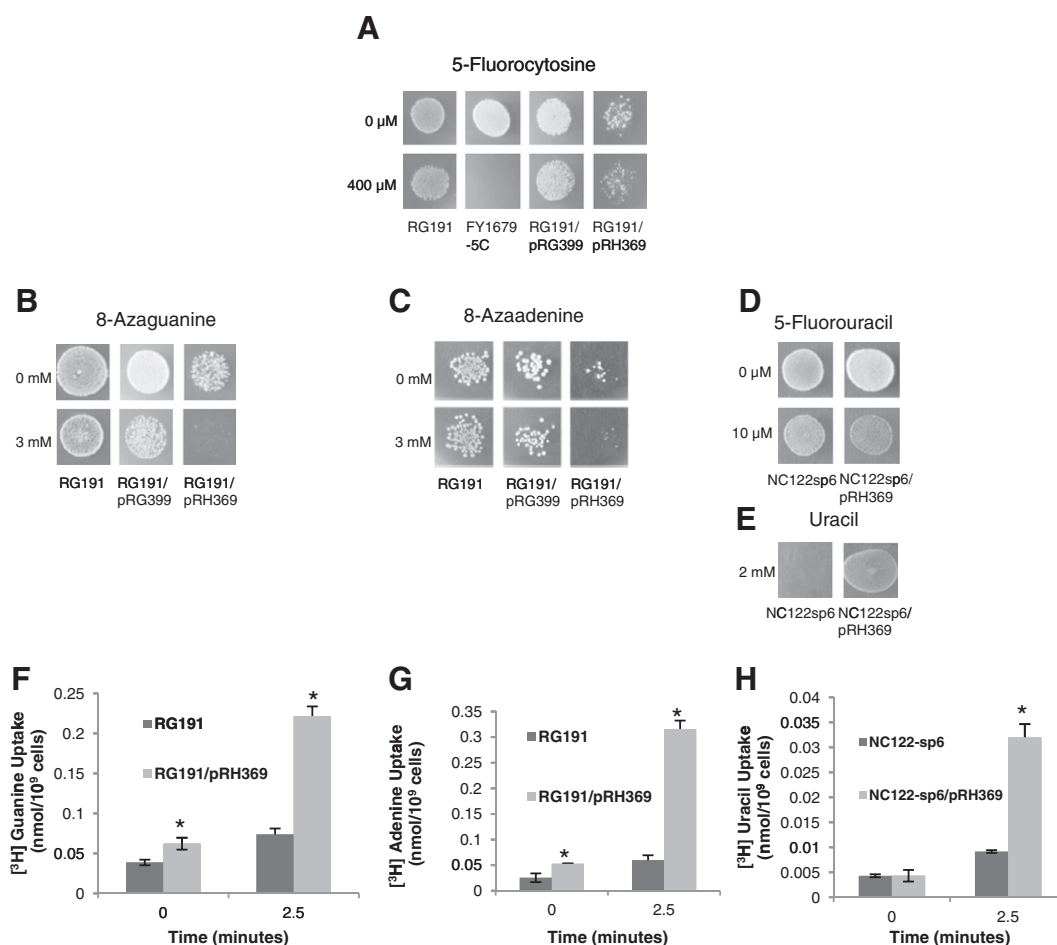 A
5-Fluorocytosine
0 µM
400 µM
RG191 FY1679 RG191/ RG191/
-5C pRG399 pRH369
B
8-Azaguanine
0 mM
3 mM
RG191 RG191/ RG191/
pRG399 pRH369
C
8-Azaadenine
0 mM
3 mM
RG191 RG191/ RG191/
pRG399 pRH369
D
5-Fluorouracil
0 µM
10 µM
NC122sp6 NC122sp6/
pRH369
E
Uracil
2 mM
NC122sp6 NC122sp6/
pRH369
F
[³H] Guanine Uptake
(nmol/10⁹ cells)
0.25
0.2
0.15
0.1
0.05
0
RG191
RG191/pRH369
*
*
0 2.5
Time (minutes)
G
[³H] Adenine Uptake
(nmol/10⁹ cells)
0.35
0.30
0.25
0.20
0.15
0.10
0.05
0
RG191
RG191/pRH369
*
*
0 2.5
Time (minutes)
H
[³H] Uracil Uptake
(nmol/10⁹ cells)
0.04
0.035
0.03
0.025
0.02
0.015
0.01
0.005
0
NC122-sp6
NC122-sp6/pRH369
*
0 2.5
Time (minutes)